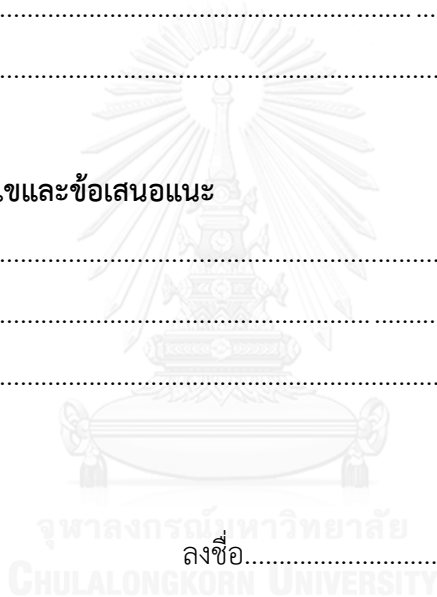 ................................................................ ....
................................................................
ขและข้อเสนอแนะ
................................................................
........................................................ ..........
................................................................
จุฬาลงกรณ์มหาวิทยาลัย
ลงชื่อ............................
CHULALONGKORN UNIVERSITY